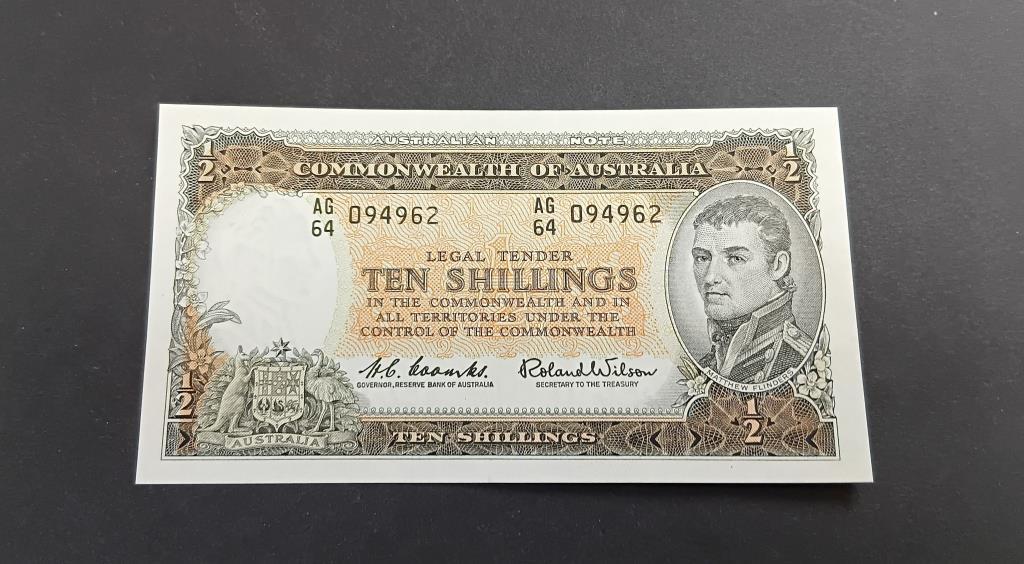 AUSTRALIAN NOTE
1/2 COMMONWEALTH OF AUSTRALIA 1/2
AG 64 094962 AG 64 094962
LEGAL TENDER
TEN SHILLINGS
IN THE COMMONWEALTH AND IN
ALL TERRITORIES UNDER THE
CONTROL OF THE COMMONWEALTH
H.C. Coombs. Roland Wilson
GOVERNOR, RESERVE BANK OF AUSTRALIA SECRETARY TO THE TREASURY
MATTHEW FLINDERS
1/2 1/2
AUSTRALIA
TEN SHILLINGS